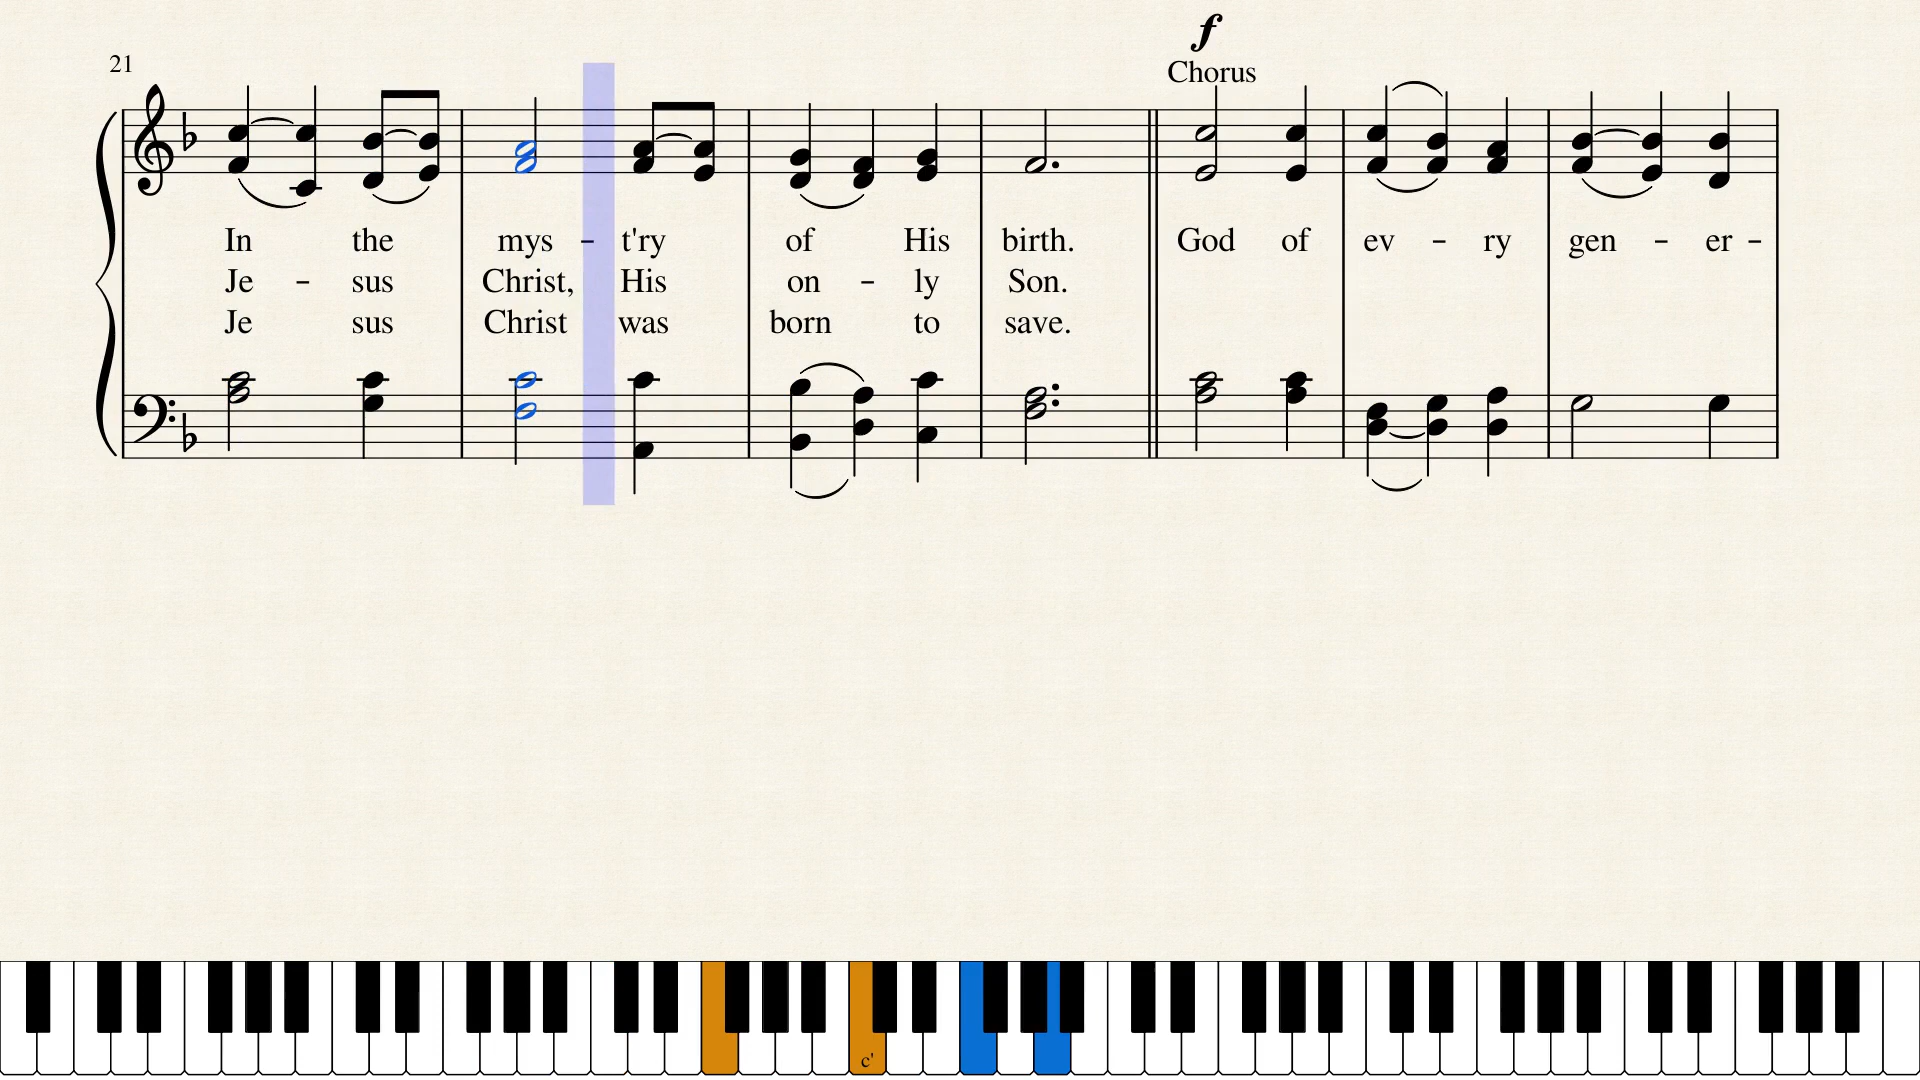 f
Chorus
21
In the mys - t'ry of His birth. God of ev - ry gen - er -
Je - sus Christ, His on - ly Son.
Je sus Christ was born to save.
c'